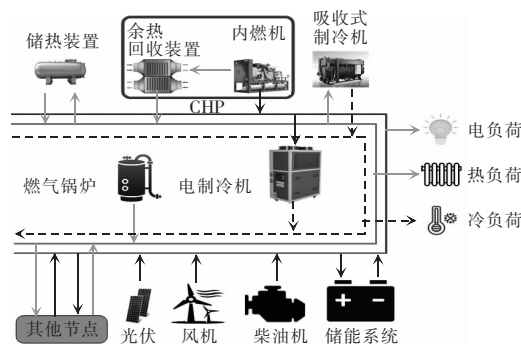 储热装置
余热
回收装置
内燃机
吸收式
制冷机
CHP
电负荷
燃气锅炉
电制冷机
热负荷
冷负荷
其他节点
光伏
风机
柴油机
储能系统